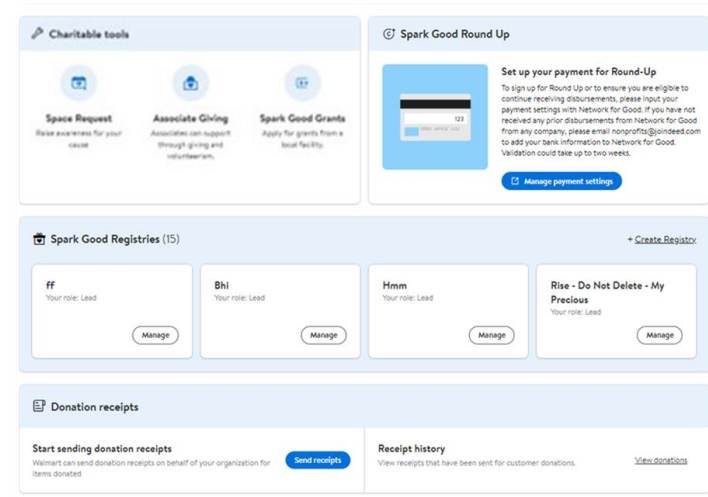 Charitable tools
Space Request
Raise awareness for your
cause
Associate Giving
Associates can support
through giving and
volunteerism.
Spark Good Grants
Apply for grants from a
local facility.
Spark Good Round Up
123
Set up your payment for Round-Up
To sign up for Round Up or to ensure you are eligible to
continue receiving disbursements, please input your
payment settings with Network for Good. If you have not
received any prior disbursements from Network for Good
from any company, please email nonprofits@joindeed.com
to add your bank information to Network for Good.
Validation could take up to two weeks.
Manage payment settings
Spark Good Registries (15)
+ Create Registry
ff
Your role: Lead
Manage
Bhi
Your role: Lead
Manage
Hmm
Your role: Lead
Manage
Rise - Do Not Delete - My
Precious
Your role: Lead
Manage
Donation receipts
Start sending donation receipts
Walmart can send donation receipts on behalf of your organization for
items donated
Send receipts
Receipt history
View receipts that have been sent for customer donations.
View donations